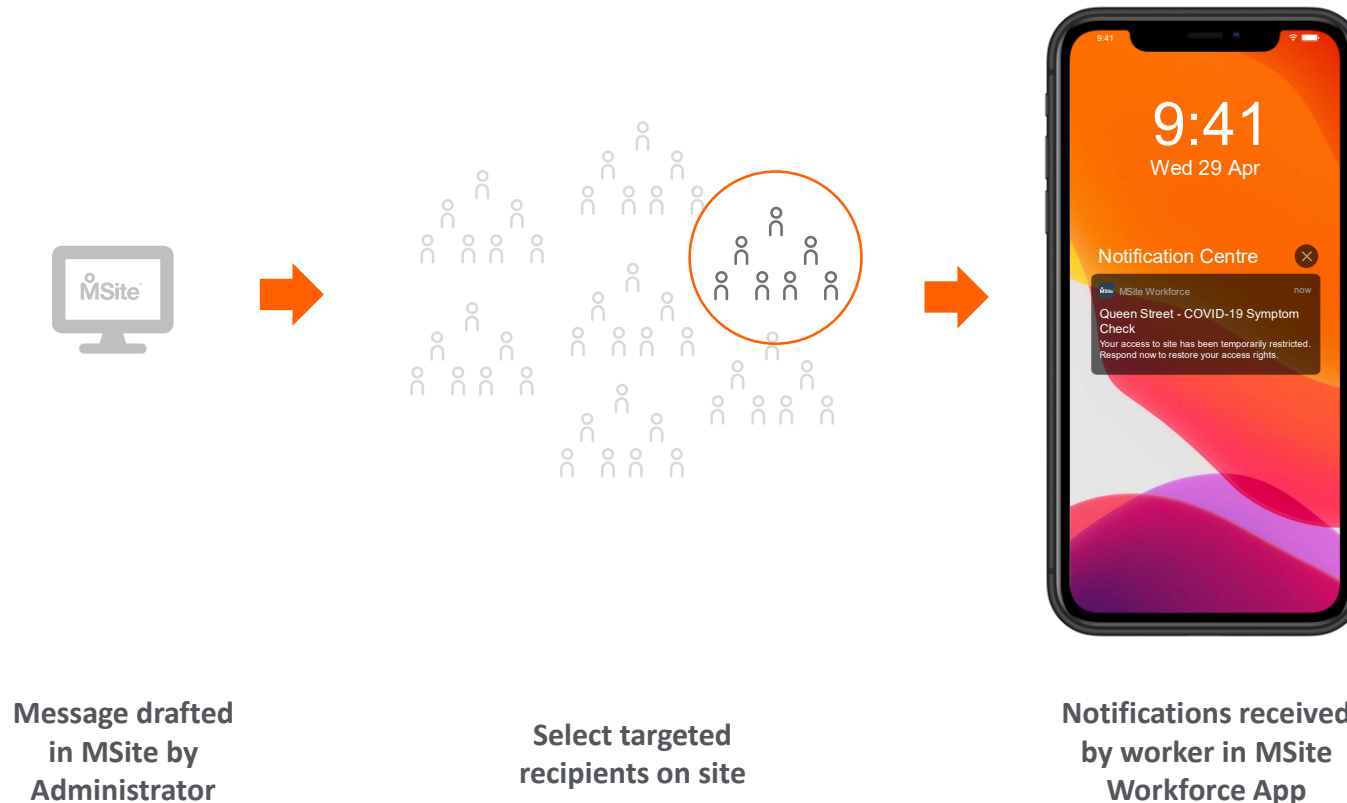 MSite
9:41
9:41
Wed 29 Apr
Notification Centre
MSite MSite Workforce now
Queen Street - COVID-19 Symptom
Check
Your access to site has been temporarily restricted.
Respond now to restore your access rights.
Message drafted
in MSite by
Administrator
Select targeted
recipients on site
Notifications received
by worker in MSite
Workforce App